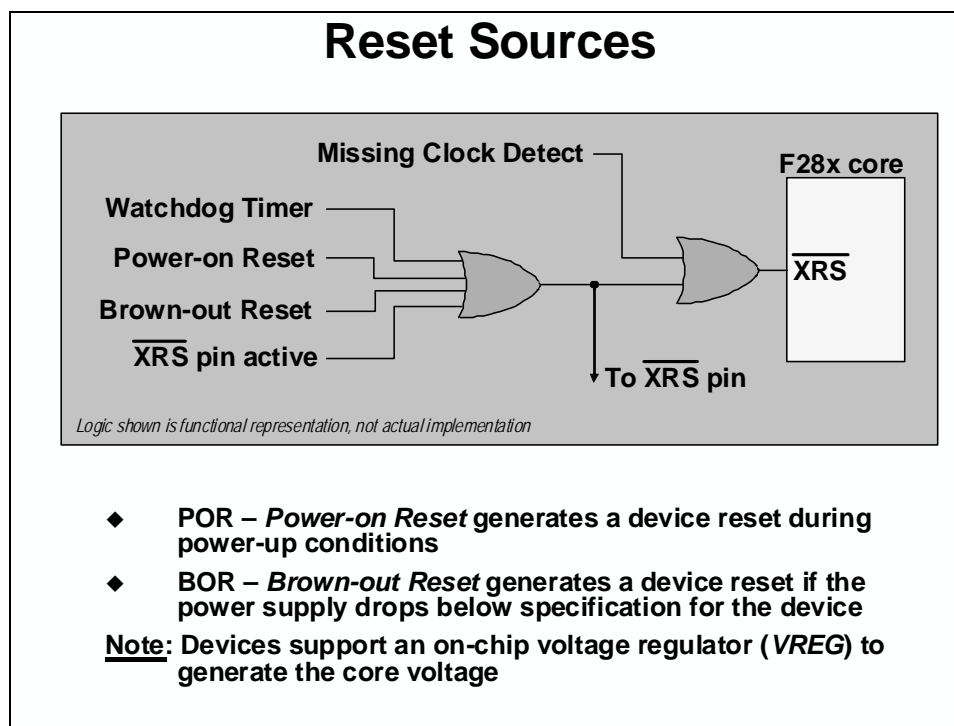 Reset Sources
Missing Clock Detect
F28x core
Watchdog Timer
Power-on Reset
XRS
Brown-out Reset
XRS pin active
To XRS pin
Logic shown is functional representation, not actual implementation
◆ POR – Power-on Reset generates a device reset during
power-up conditions
◆ BOR – Brown-out Reset generates a device reset if the
power supply drops below specification for the device
Note: Devices support an on-chip voltage regulator (VREG) to
generate the core voltage